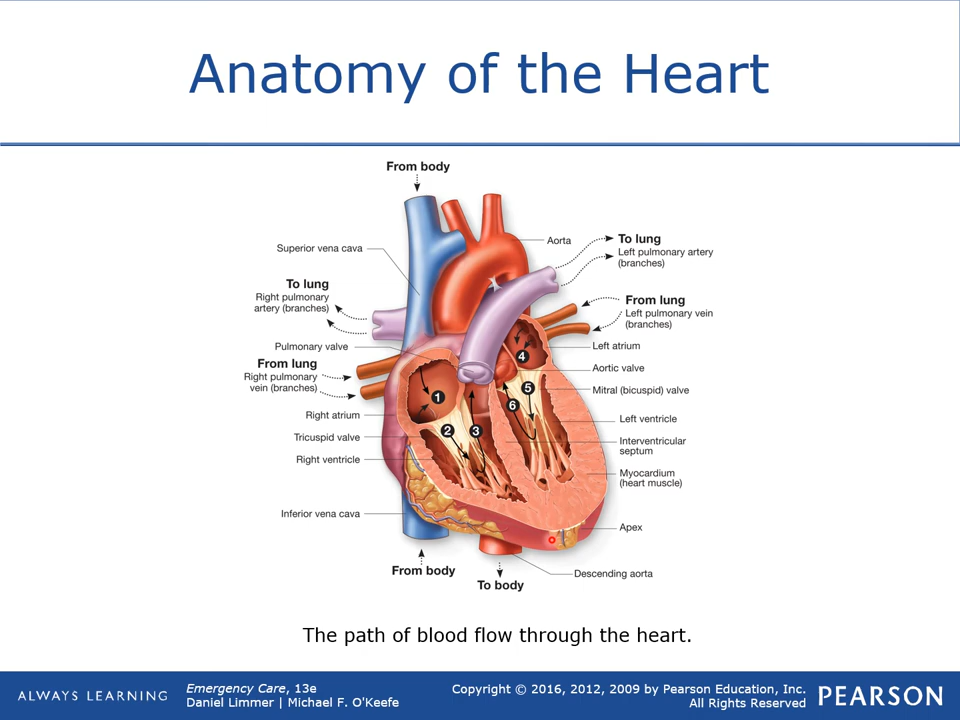 Anatomy of the Heart
From body
Superior vena cava
Aorta
To lung
Left pulmonary artery
(branches)
To lung
Right pulmonary
artery (branches)
From lung
Left pulmonary vein
(branches)
Pulmonary valve
Left atrium
From lung
Right pulmonary
vein (branches)
Aortic valve
Mitral (bicuspid) valve
Right atrium
Left ventricle
Tricuspid valve
Interventricular
septum
Right ventricle
Myocardium
(heart muscle)
Inferior vena cava
Apex
From body
To body
Descending aorta
1
2
3
4
5
6
The path of blood flow through the heart.
ALWAYS LEARNING
Emergency Care, 13e
Daniel Limmer | Michael F. O'Keefe
Copyright © 2016, 2012, 2009 by Pearson Education, Inc.
All Rights Reserved
PEARSON